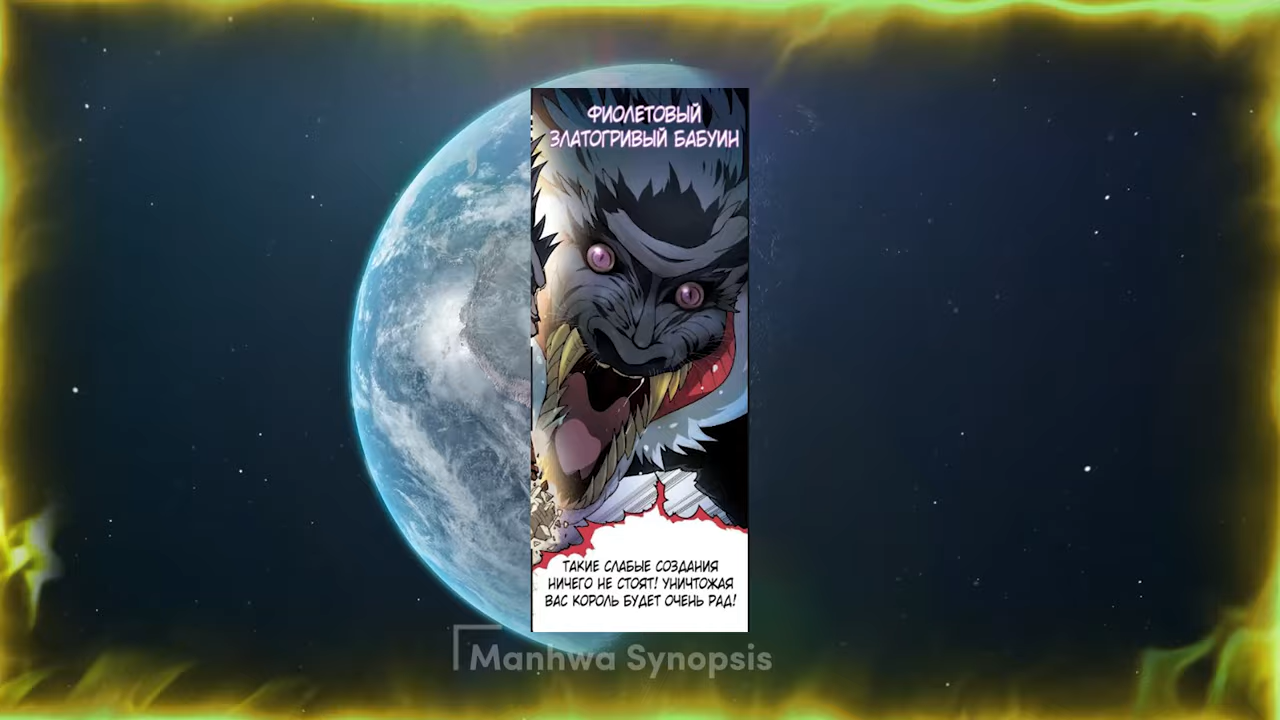 ФИОЛЕТОВЫЙ
ЗЛАТОГРИВЫЙ БАБУИН
ТАКИЕ СЛАБЫЕ СОЗДАНИЯ
НИЧЕГО НЕ СТОЯТ! УНИЧТОЖАЯ
ВАС КОРОЛЬ БУДЕТ ОЧЕНЬ РАД!
Manhwa Synopsis